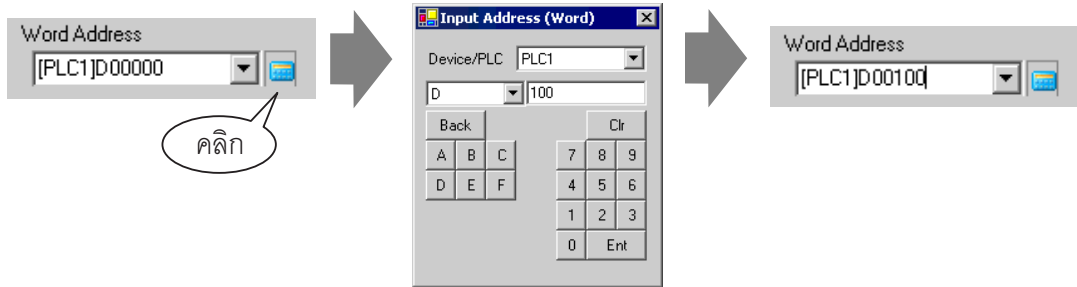 Word Address
[PLC1]D00000
คลิก
Input Address (Word)
Device/PLC PLC1
D 100
Back Clr
A B C 7 8 9
D E F 4 5 6
1 2 3
0 Ent
Word Address
[PLC1]D00100